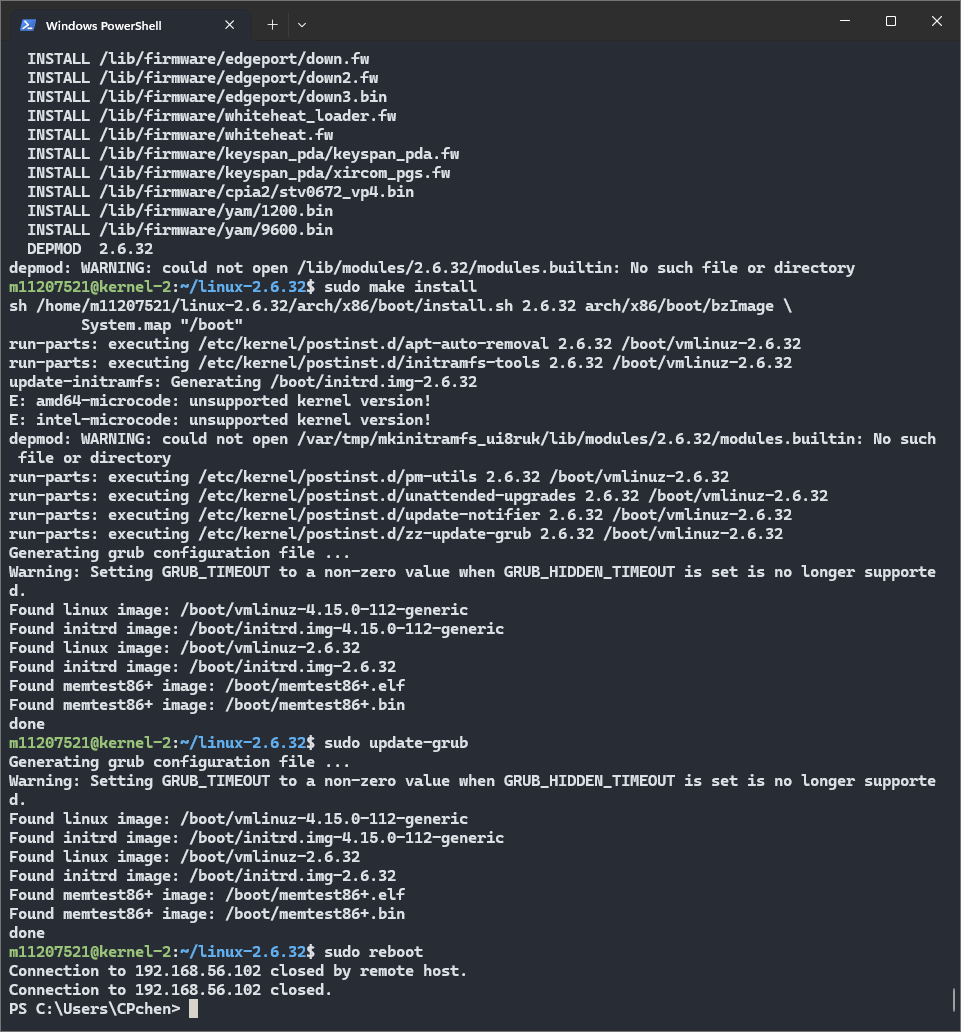 Windows PowerShell
  INSTALL /lib/firmware/edgeport/down.fw
  INSTALL /lib/firmware/edgeport/down2.fw
  INSTALL /lib/firmware/edgeport/down3.bin
  INSTALL /lib/firmware/whiteheat_loader.fw
  INSTALL /lib/firmware/whiteheat.fw
  INSTALL /lib/firmware/keyspan_pda/keyspan_pda.fw
  INSTALL /lib/firmware/keyspan_pda/xircom_pgs.fw
  INSTALL /lib/firmware/cpia2/stv0672_vp4.bin
  INSTALL /lib/firmware/yam/1200.bin
  INSTALL /lib/firmware/yam/9600.bin
  DEPMOD  2.6.32
depmod: WARNING: could not open /lib/modules/2.6.32/modules.builtin: No such file or directory
m11207521@kernel-2:~/linux-2.6.32$ sudo make install
sh /home/m11207521/linux-2.6.32/arch/x86/boot/install.sh 2.6.32 arch/x86/boot/bzImage \
        System.map "/boot"
run-parts: executing /etc/kernel/postinst.d/apt-auto-removal 2.6.32 /boot/vmlinuz-2.6.32
run-parts: executing /etc/kernel/postinst.d/initramfs-tools 2.6.32 /boot/vmlinuz-2.6.32
update-initramfs: Generating /boot/initrd.img-2.6.32
E: amd64-microcode: unsupported kernel version!
E: intel-microcode: unsupported kernel version!
depmod: WARNING: could not open /var/tmp/mkinitramfs_ui8ruk/lib/modules/2.6.32/modules.builtin: No such
 file or directory
run-parts: executing /etc/kernel/postinst.d/pm-utils 2.6.32 /boot/vmlinuz-2.6.32
run-parts: executing /etc/kernel/postinst.d/unattended-upgrades 2.6.32 /boot/vmlinuz-2.6.32
run-parts: executing /etc/kernel/postinst.d/update-notifier 2.6.32 /boot/vmlinuz-2.6.32
run-parts: executing /etc/kernel/postinst.d/zz-update-grub 2.6.32 /boot/vmlinuz-2.6.32
Generating grub configuration file ...
Warning: Setting GRUB_TIMEOUT to a non-zero value when GRUB_HIDDEN_TIMEOUT is set is no longer supporte
d.
Found linux image: /boot/vmlinuz-4.15.0-112-generic
Found initrd image: /boot/initrd.img-4.15.0-112-generic
Found linux image: /boot/vmlinuz-2.6.32
Found initrd image: /boot/initrd.img-2.6.32
Found memtest86+ image: /boot/memtest86+.elf
Found memtest86+ image: /boot/memtest86+.bin
done
m11207521@kernel-2:~/linux-2.6.32$ sudo update-grub
Generating grub configuration file ...
Warning: Setting GRUB_TIMEOUT to a non-zero value when GRUB_HIDDEN_TIMEOUT is set is no longer supporte
d.
Found linux image: /boot/vmlinuz-4.15.0-112-generic
Found initrd image: /boot/initrd.img-4.15.0-112-generic
Found linux image: /boot/vmlinuz-2.6.32
Found initrd image: /boot/initrd.img-2.6.32
Found memtest86+ image: /boot/memtest86+.elf
Found memtest86+ image: /boot/memtest86+.bin
done
m11207521@kernel-2:~/linux-2.6.32$ sudo reboot
Connection to 192.168.56.102 closed by remote host.
Connection to 192.168.56.102 closed.
PS C:\Users\CPchen>